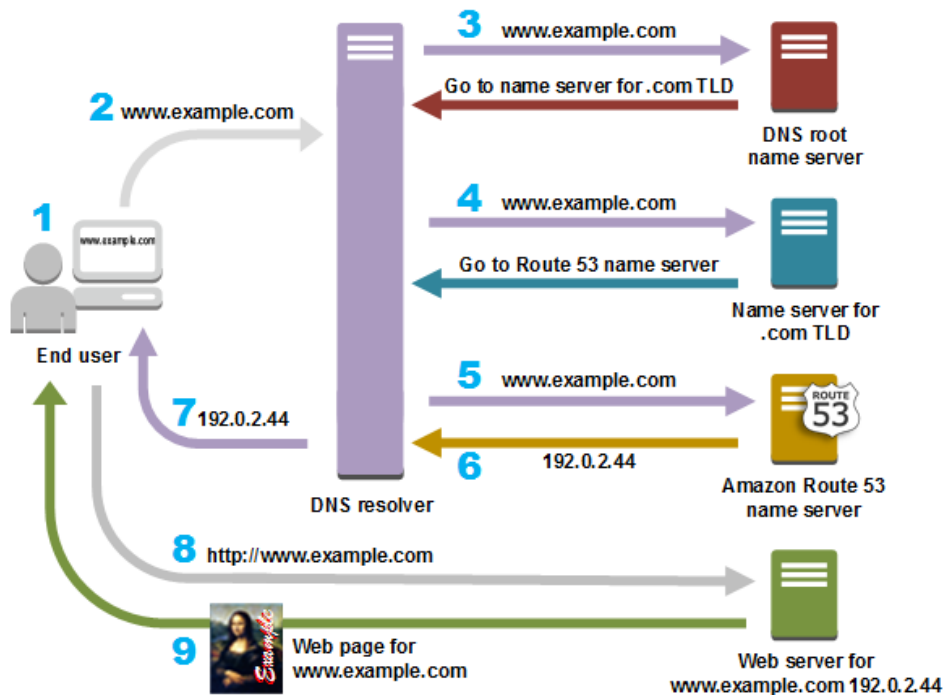 3 www.example.com
Go to name server for .com TLD
DNS root
name server
2 www.example.com
1
www.example.com
End user
4 www.example.com
Go to Route 53 name server
Name server for
.com TLD
5 www.example.com
ROUTE
53
6 192.0.2.44
Amazon Route 53
name server
7 192.0.2.44
DNS resolver
8 http://www.example.com
9
Example
Web page for
www.example.com
Web server for
www.example.com 192.0.2.44